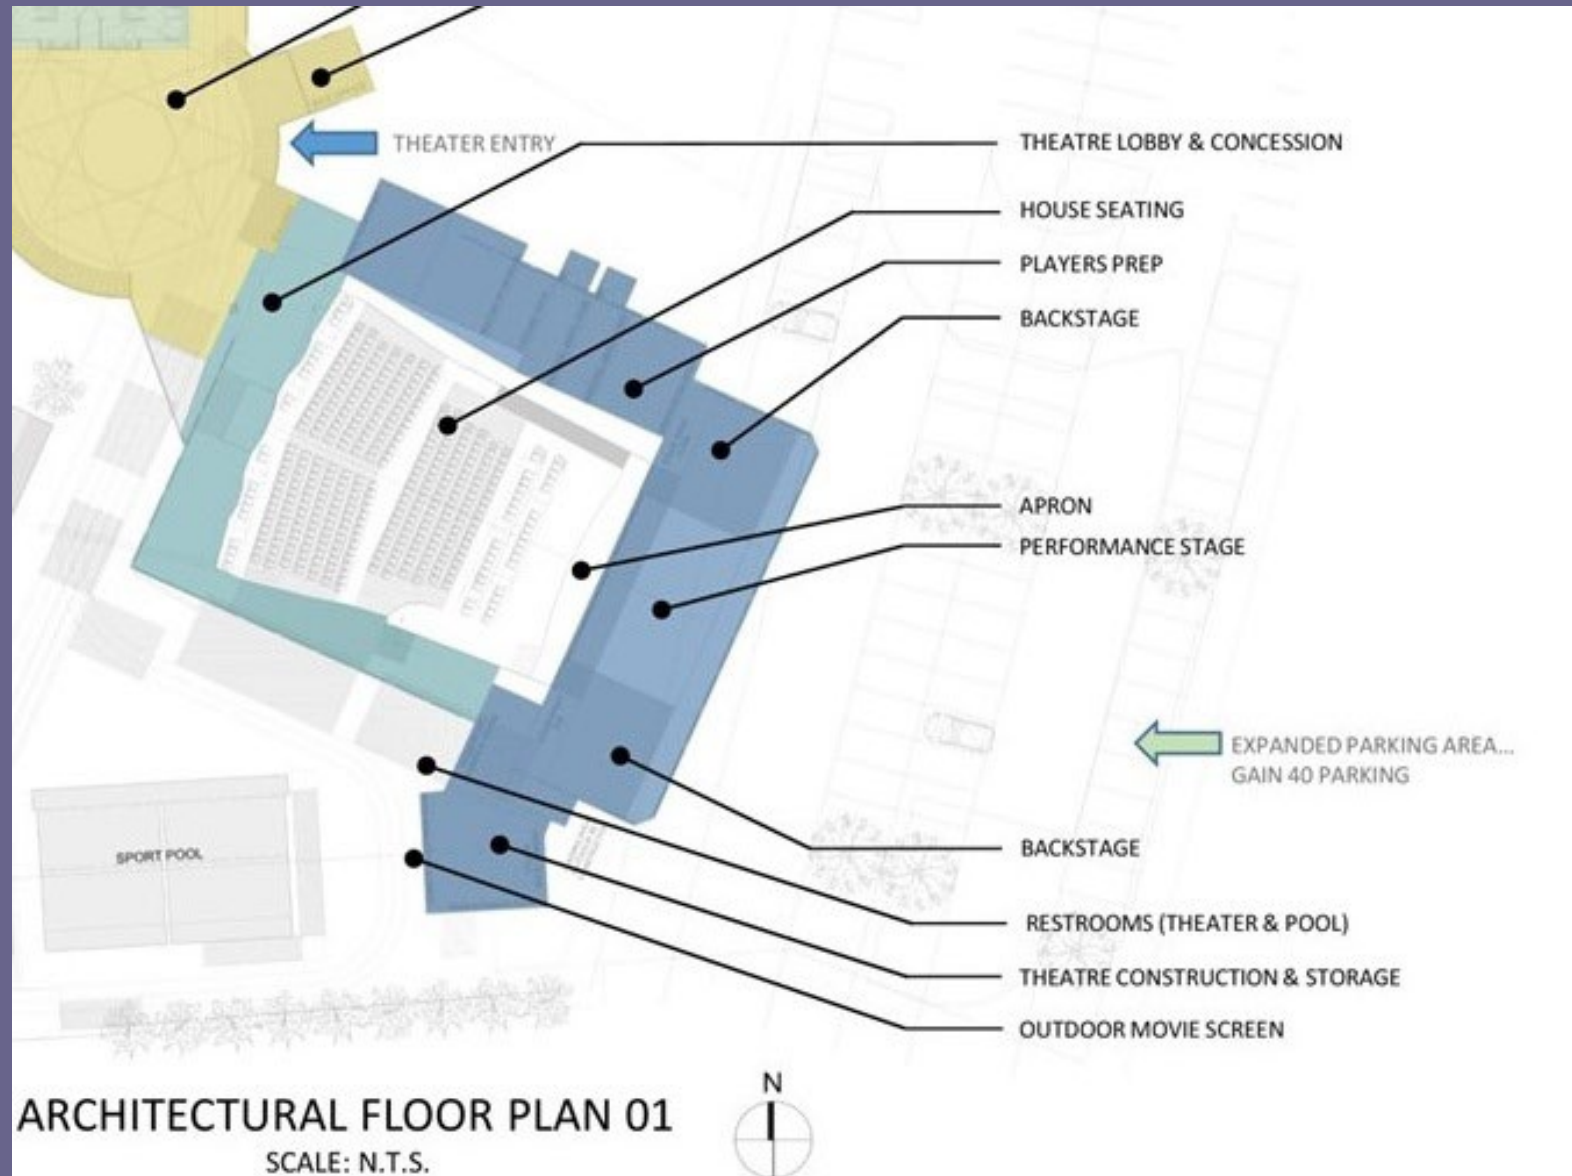 THEATER ENTRY
THEATRE LOBBY & CONCESSION
HOUSE SEATING
PLAYERS PREP
BACKSTAGE
APRON
PERFORMANCE STAGE
EXPANDED PARKING AREA...
GAIN 40 PARKING
SPORT POOL
BACKSTAGE
RESTROOMS (THEATER & POOL)
THEATRE CONSTRUCTION & STORAGE
OUTDOOR MOVIE SCREEN
N
ARCHITECTURAL FLOOR PLAN 01
SCALE: N.T.S.